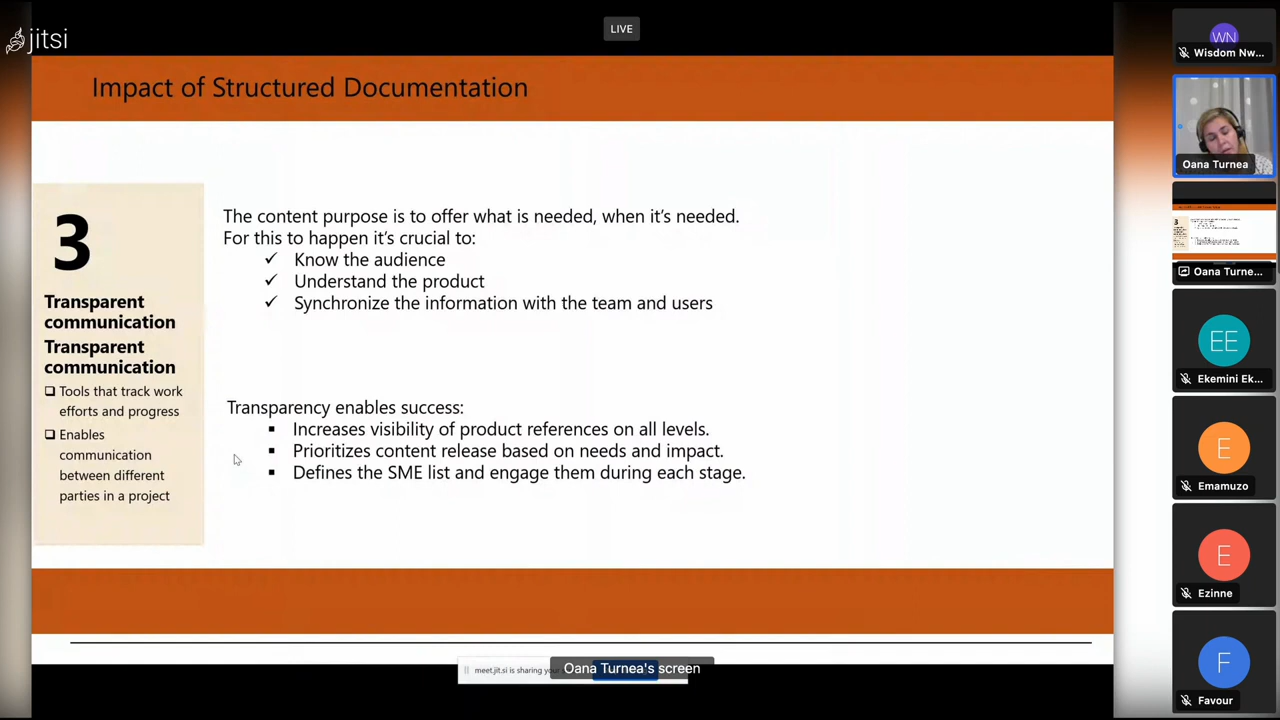 jitsi
LIVE
Impact of Structured Documentation
3
Transparent
communication
Transparent
communication
❑ Tools that track work
efforts and progress
❑ Enables
communication
between different
parties in a project
The content purpose is to offer what is needed, when it's needed.
For this to happen it's crucial to:
✓ Know the audience
✓ Understand the product
✓ Synchronize the information with the team and users
Transparency enables success:
▪ Increases visibility of product references on all levels.
▪ Prioritizes content release based on needs and impact.
▪ Defines the SME list and engage them during each stage.
meet.jit.si is sharing
Oana Turnea's screen
WN
Wisdom Nw...
Oana Turnea
Oana Turne...
EE
Ekemini Ek...
E
Emamuzo
E
Ezinne
F
Favour